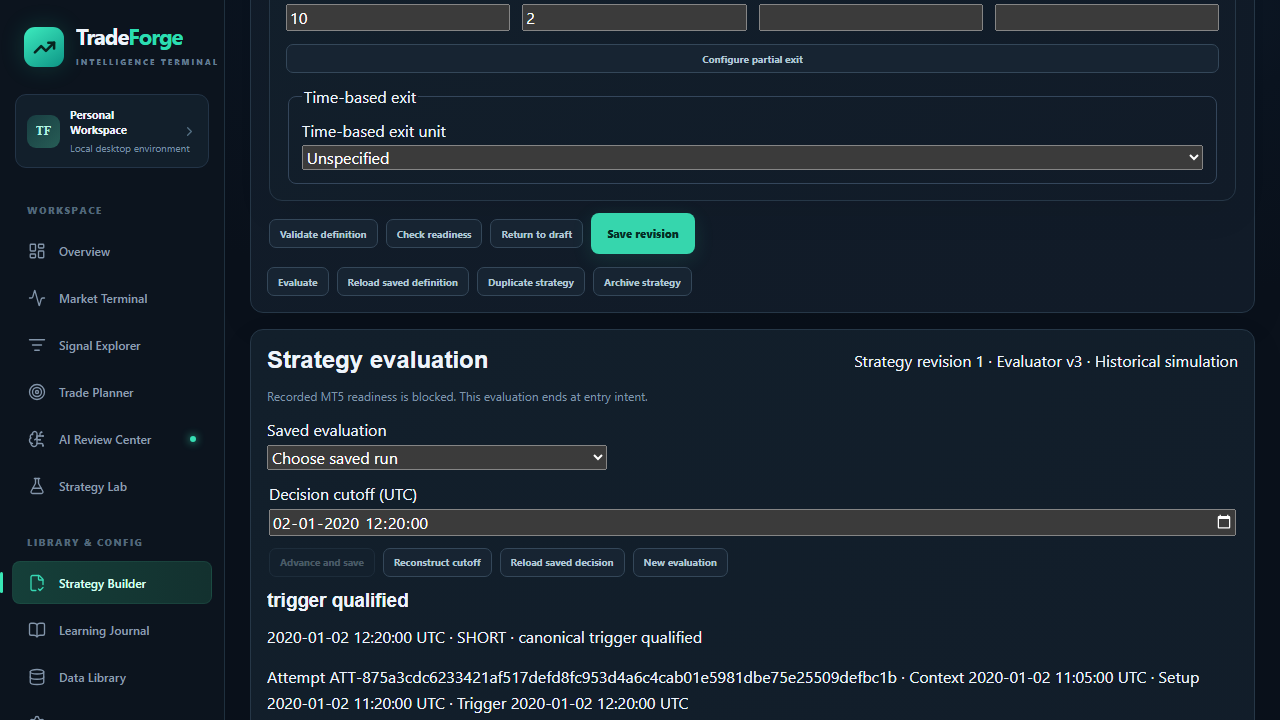 TradeForge
INTELLIGENCE TERMINAL
TF
Personal
Workspace
Local desktop environment
WORKSPACE
Overview
Market Terminal
Signal Explorer
Trade Planner
AI Review Center
Strategy Lab
LIBRARY & CONFIG
Strategy Builder
Learning Journal
Data Library
10 2
Configure partial exit
Time-based exit
Time-based exit unit
Unspecified
Validate definition Check readiness Return to draft Save revision
Evaluate Reload saved definition Duplicate strategy Archive strategy
Strategy evaluation
Strategy revision 1 · Evaluator v3 · Historical simulation
Recorded MT5 readiness is blocked. This evaluation ends at entry intent.
Saved evaluation
Choose saved run
Decision cutoff (UTC)
02-01-2020 12:20:00
Advance and save Reconstruct cutoff Reload saved decision New evaluation
trigger qualified
2020-01-02 12:20:00 UTC · SHORT · canonical trigger qualified
Attempt ATT-875a3cdc6233421af517defd8fc953d4a6c4cab01e5981dbe75e25509defbc1b · Context 2020-01-02 11:05:00 UTC · Setup
2020-01-02 11:20:00 UTC · Trigger 2020-01-02 12:20:00 UTC